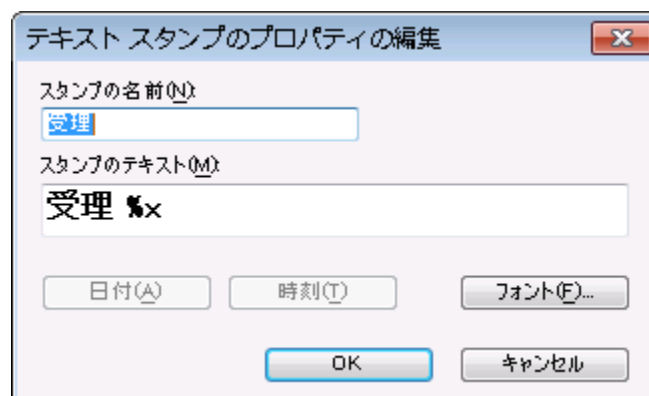 テキスト スタンプのプロパティの編集
スタンプの名前(N):
受理
スタンプのテキスト(M):
受理 %x
日付(A) 時刻(T) フォント(F)...
OK キャンセル